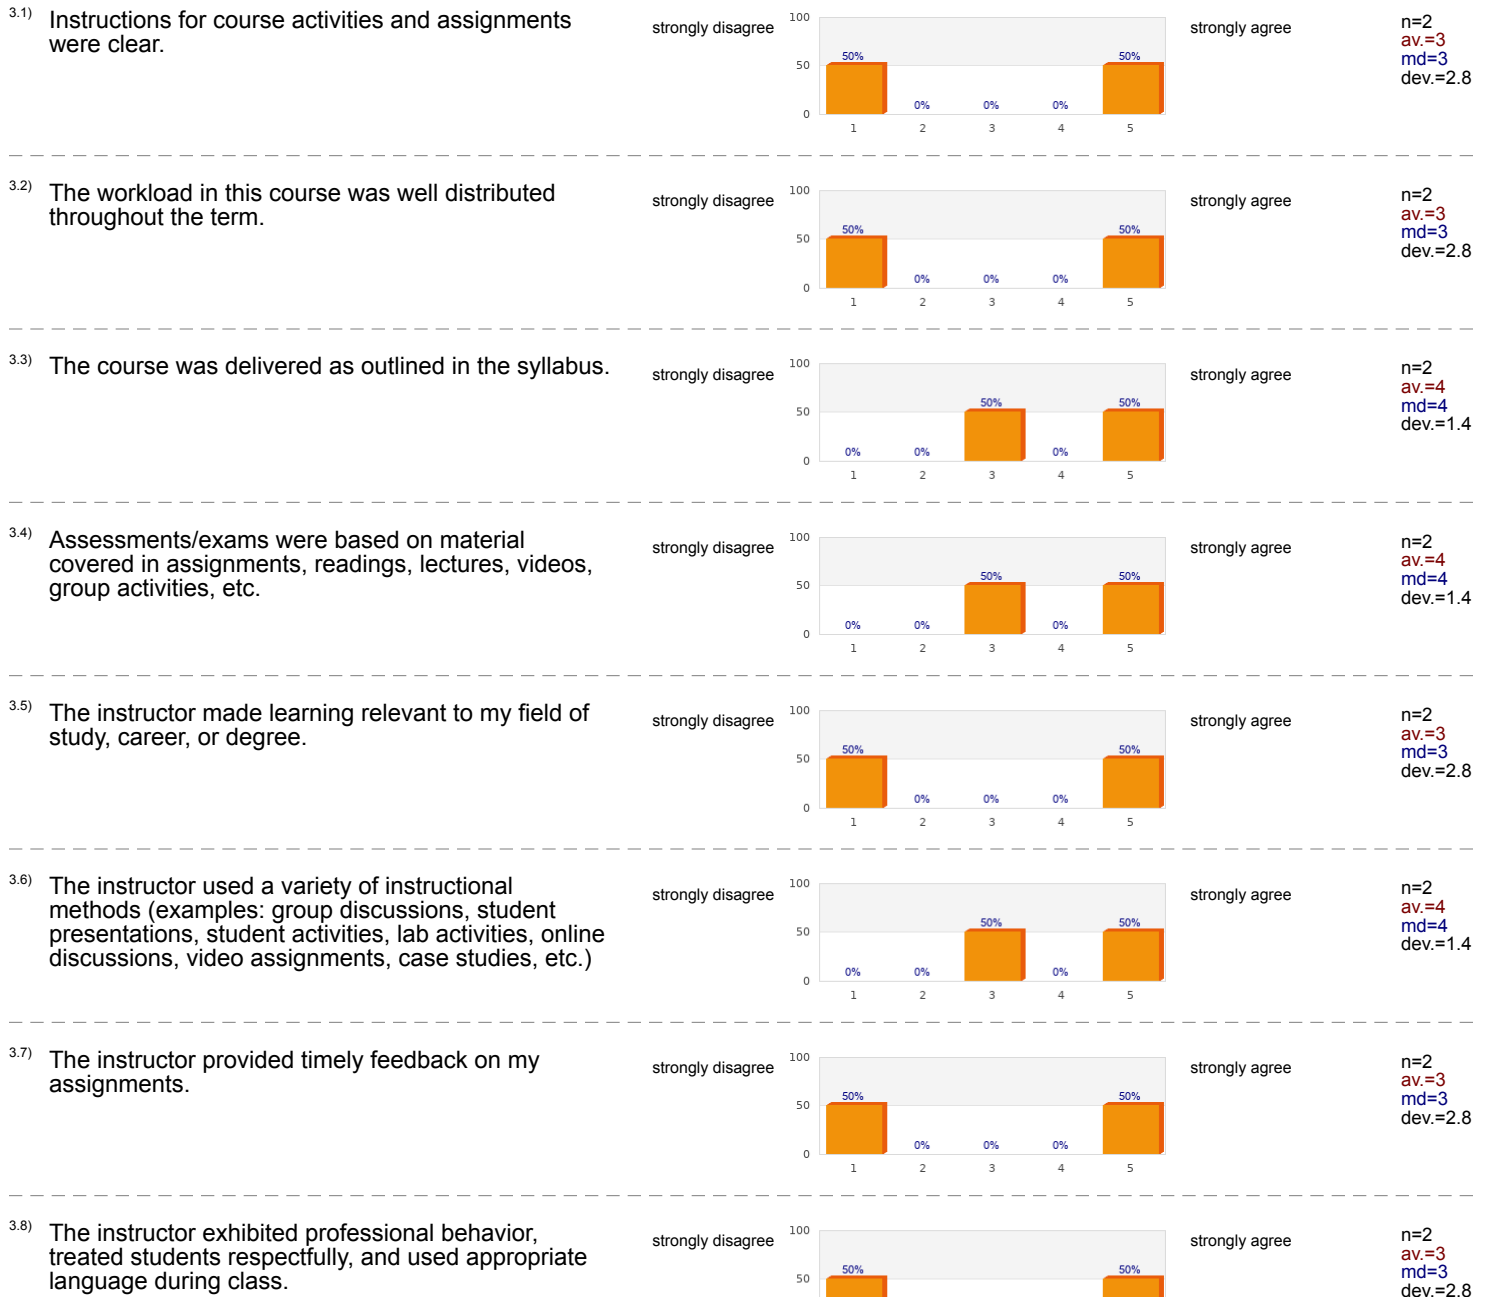 3.1) Instructions for course activities and assignments
were clear.
strongly disagree
100
50
0
50%
0%
0%
0%
50%
1 2 3 4 5
strongly agree
n=2
av.=3
md=3
dev.=2.8
3.2) The workload in this course was well distributed
throughout the term.
strongly disagree
100
50
0
50%
0%
0%
0%
50%
1 2 3 4 5
strongly agree
n=2
av.=3
md=3
dev.=2.8
3.3) The course was delivered as outlined in the syllabus.
strongly disagree
100
50
0
0%
0%
50%
0%
50%
1 2 3 4 5
strongly agree
n=2
av.=4
md=4
dev.=1.4
3.4) Assessments/exams were based on material
covered in assignments, readings, lectures, videos,
group activities, etc.
strongly disagree
100
50
0
0%
0%
50%
0%
50%
1 2 3 4 5
strongly agree
n=2
av.=4
md=4
dev.=1.4
3.5) The instructor made learning relevant to my field of
study, career, or degree.
strongly disagree
100
50
0
50%
0%
0%
0%
50%
1 2 3 4 5
strongly agree
n=2
av.=3
md=3
dev.=2.8
3.6) The instructor used a variety of instructional
methods (examples: group discussions, student
presentations, student activities, lab activities, online
discussions, video assignments, case studies, etc.)
strongly disagree
100
50
0
0%
0%
50%
0%
50%
1 2 3 4 5
strongly agree
n=2
av.=4
md=4
dev.=1.4
3.7) The instructor provided timely feedback on my
assignments.
strongly disagree
100
50
0
50%
0%
0%
0%
50%
1 2 3 4 5
strongly agree
n=2
av.=3
md=3
dev.=2.8
3.8) The instructor exhibited professional behavior,
treated students respectfully, and used appropriate
language during class.
strongly disagree
100
50
50%
50%
strongly agree
n=2
av.=3
md=3
dev.=2.8